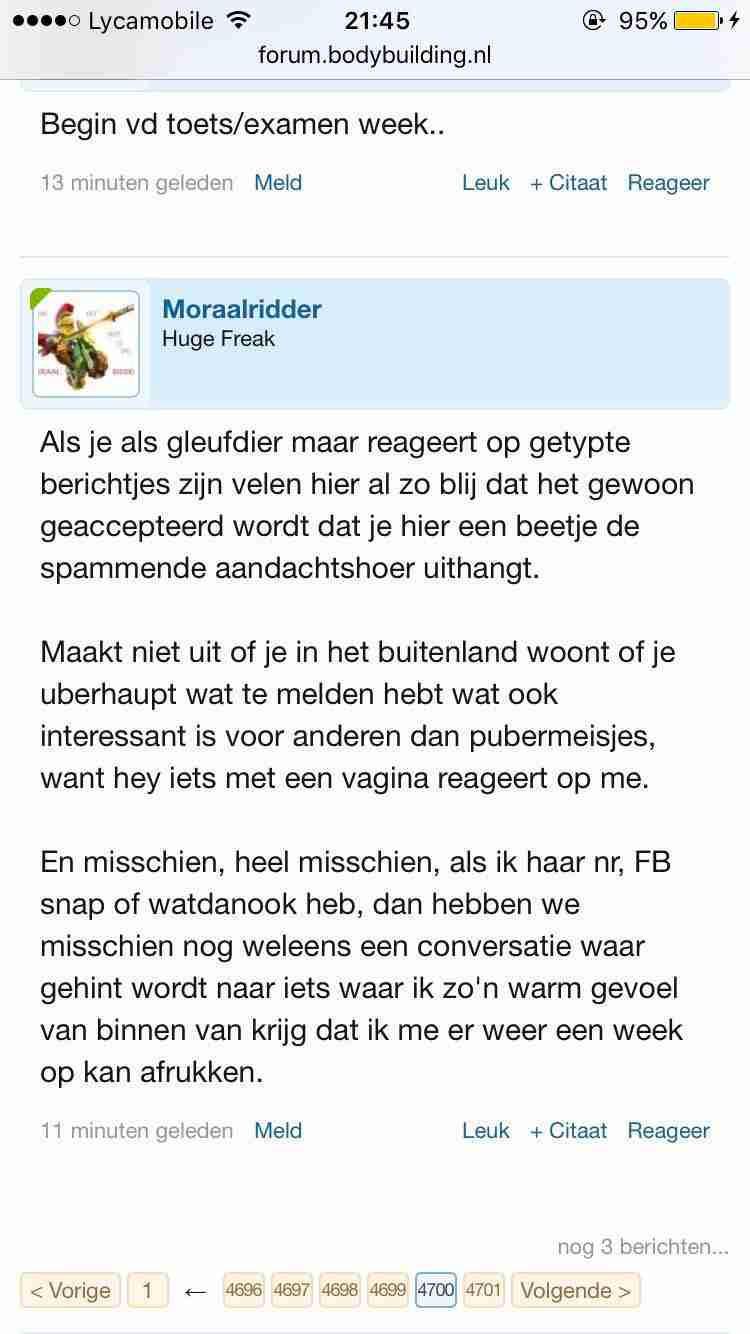 Lycamobile 21:45 95%
forum.bodybuilding.nl
Begin vd toets/examen week..
13 minuten geleden Meld Leuk + Citaat Reageer
Moraalridder
Huge Freak
Als je als gleufdier maar reageert op getypte
berichtjes zijn velen hier al zo blij dat het gewoon
geaccepteerd wordt dat je hier een beetje de
spammende aandachtshoer uithangt.
Maakt niet uit of je in het buitenland woont of je
uberhaupt wat te melden hebt wat ook
interessant is voor anderen dan pubermeisjes,
want hey iets met een vagina reageert op me.
En misschien, heel misschien, als ik haar nr, FB
snap of watdanook heb, dan hebben we
misschien nog weleens een conversatie waar
gehint wordt naar iets waar ik zo'n warm gevoel
van binnen van krijg dat ik me er weer een week
op kan afrukken.
11 minuten geleden Meld Leuk + Citaat Reageer
nog 3 berichten...
< Vorige 1 ← 4696 4697 4698 4699 4700 4701 Volgende >